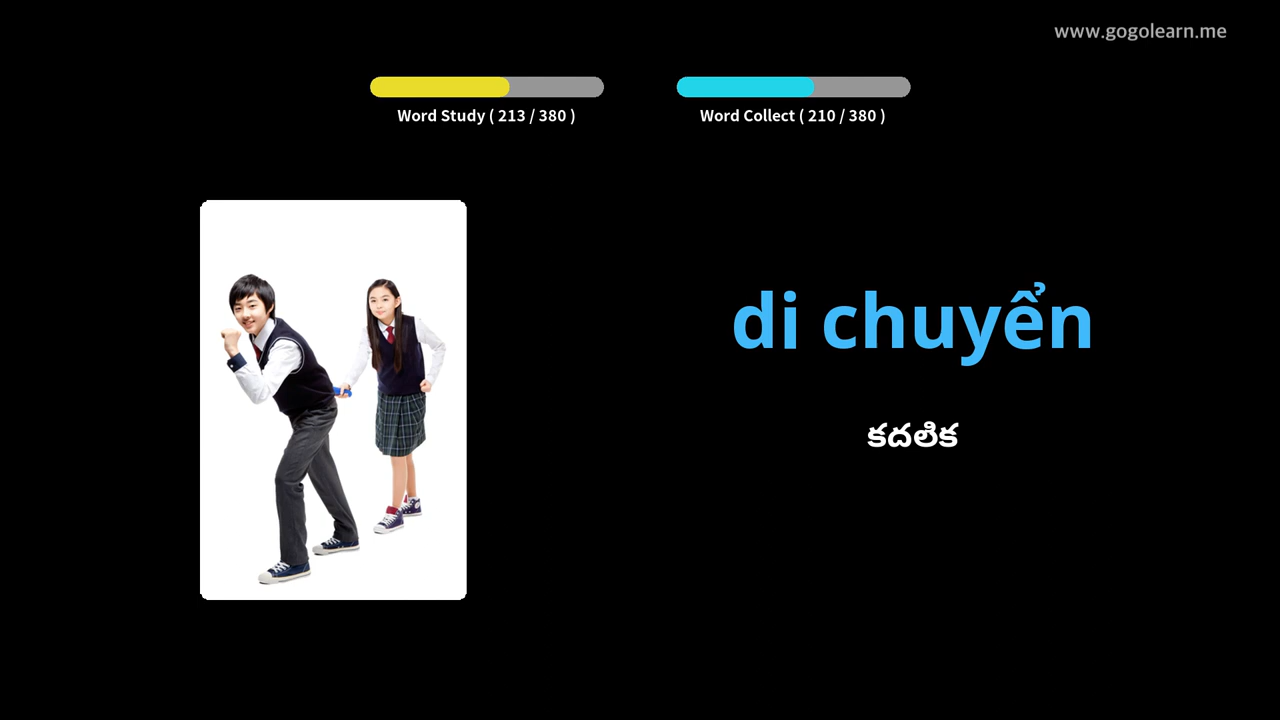 www.gogolearn.me
Word Study ( 213 / 380 )
Word Collect ( 210 / 380 )
di chuyển
కదలిక